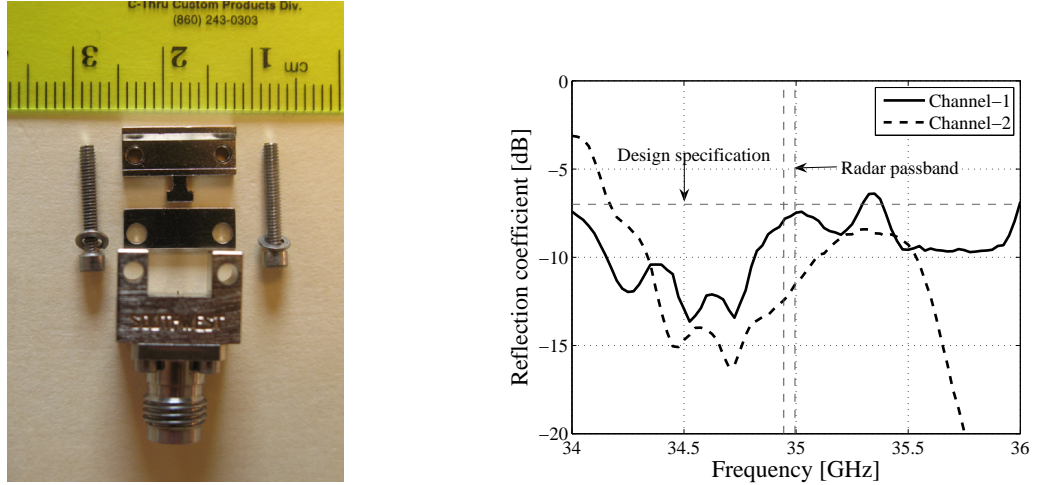 C-Thru Custom Products Div.
(860) 243-0303
3 2 1 cm
SOUTHWEST
0
−5
−10
−15
−20
34 34.5 35 35.5 36
Reflection coefficient [dB]
Frequency [GHz]
Channel−1
Channel−2
Design specification
Radar passband